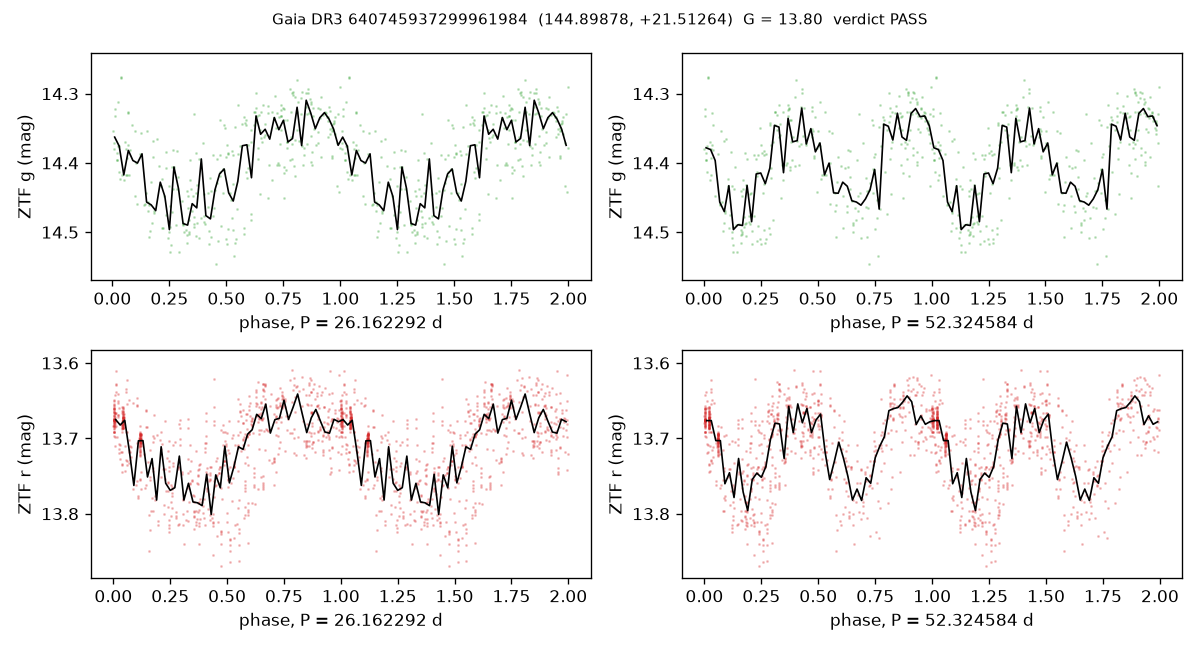 Gaia DR3 640745937299961984 (144.89878, +21.51264) G = 13.80 verdict PASS
ZTF g (mag)
14.3
14.4
14.5
0.00 0.25 0.50 0.75 1.00 1.25 1.50 1.75 2.00
phase, P = 26.162292 d
ZTF g (mag)
14.3
14.4
14.5
0.00 0.25 0.50 0.75 1.00 1.25 1.50 1.75 2.00
phase, P = 52.324584 d
ZTF r (mag)
13.6
13.7
13.8
0.00 0.25 0.50 0.75 1.00 1.25 1.50 1.75 2.00
phase, P = 26.162292 d
ZTF r (mag)
13.6
13.7
13.8
0.00 0.25 0.50 0.75 1.00 1.25 1.50 1.75 2.00
phase, P = 52.324584 d